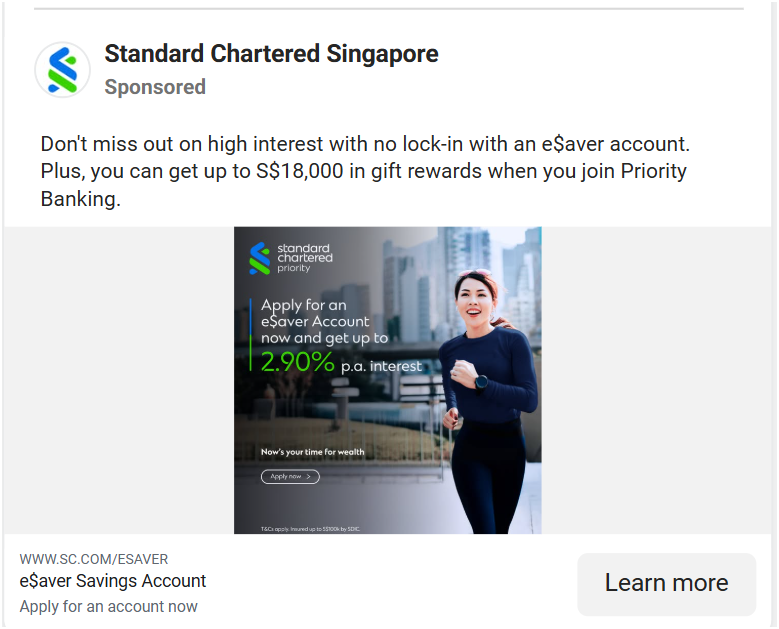 Standard Chartered Singapore
Sponsored
Don't miss out on high interest with no lock-in with an e$aver account.
Plus, you can get up to S$18,000 in gift rewards when you join Priority
Banking.
standard
chartered
priority
Apply for an
e$aver Account
now and get up to
2.90% p.a. interest
Now's your time for wealth
Apply now >
T&Cs apply. Insured up to S$100k by SDIC.
WWW.SC.COM/ESAVER
e$aver Savings Account
Apply for an account now
Learn more